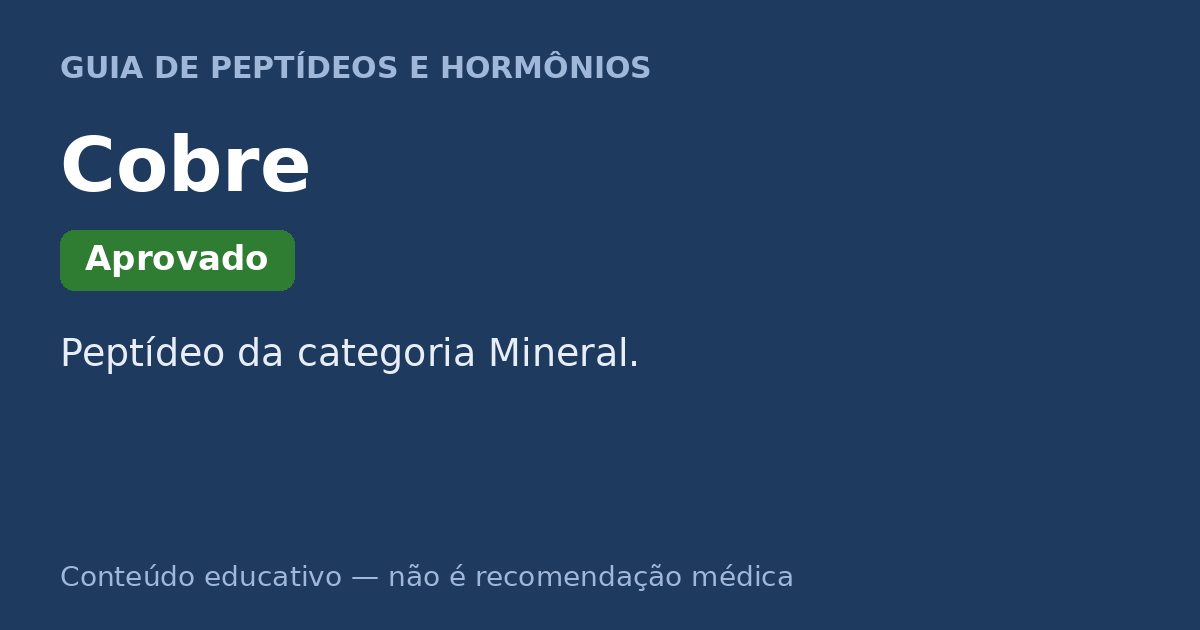 GUIA DE PEPTÍDEOS E HORMÔNIOS
Cobre
Aprovado
Peptídeo da categoria Mineral.
Conteúdo educativo — não é recomendação médica